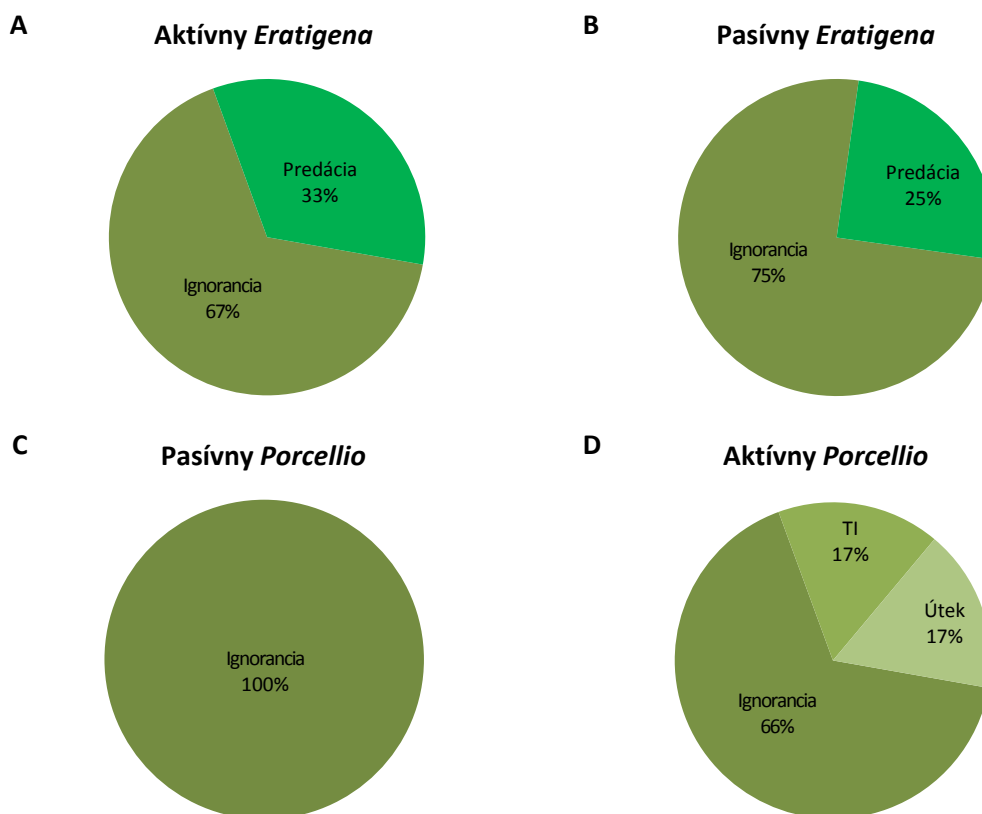 A
Aktívny Eratigena
Predácia
33%
Ignorancia
67%
B
Pasívny Eratigena
Predácia
25%
Ignorancia
75%
C
Pasívny Porcellio
Ignorancia
100%
D
Aktívny Porcellio
TI
17%
Útek
17%
Ignorancia
66%